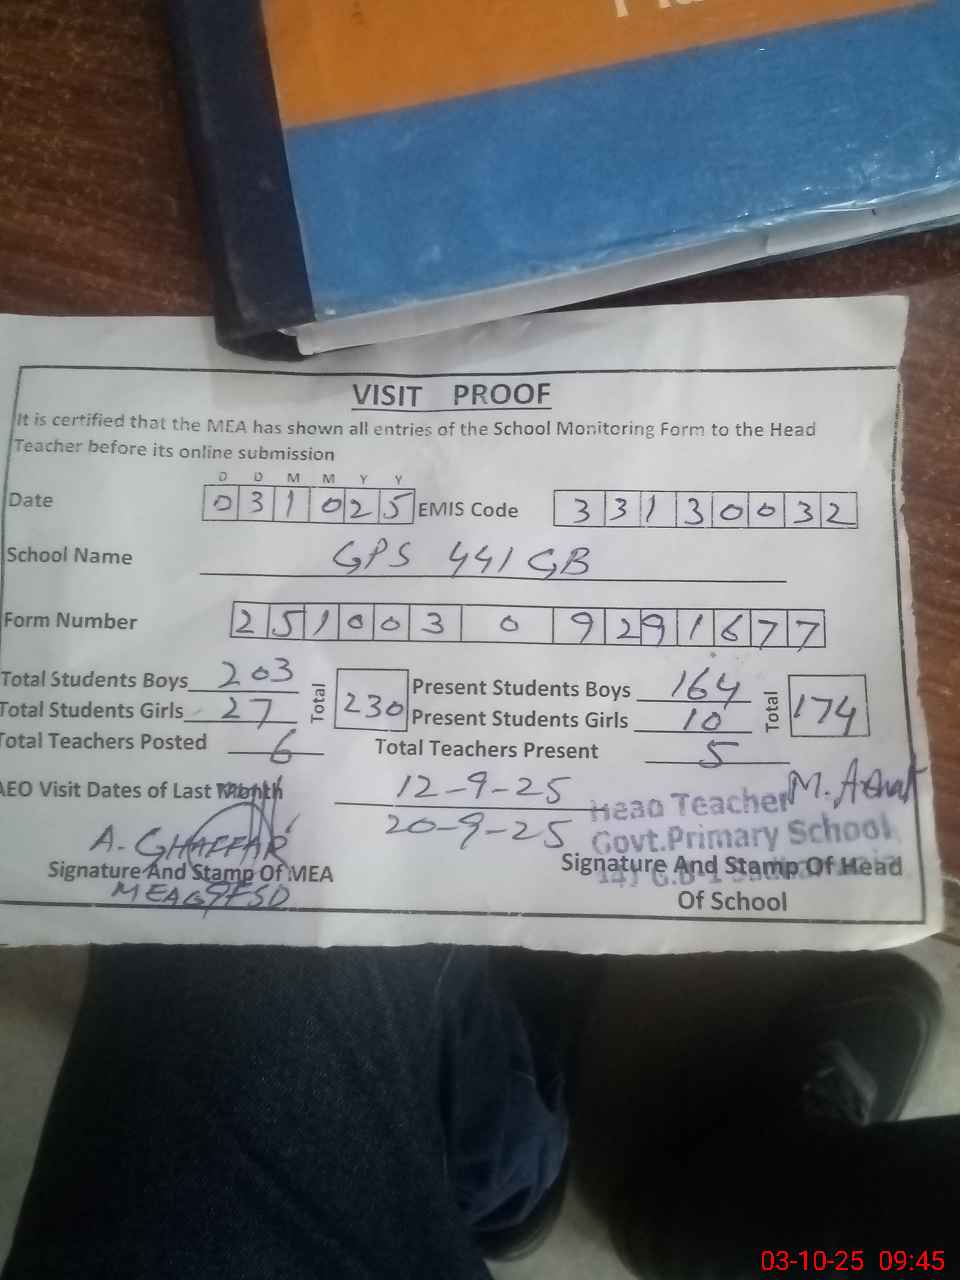 VISIT PROOF
It is certified that the MEA has shown all entries of the School Monitoring Form to the Head
Teacher before its online submission
D D M M Y Y
Date 0 3 1 0 2 5 EMIS Code 3 3 1 3 0 0 3 2
School Name GPS 441 GB
Form Number 2 5 1 0 0 3 0 9 2 9 1 6 7 7
Total Students Boys 203 Total 230 Present Students Boys 164 Total 174
Total Students Girls 27 Present Students Girls 10
Total Teachers Posted 6 Total Teachers Present 5
AEO Visit Dates of Last Month 12-9-25
20-9-25
Head Teacher
Govt.Primary School
A. GHAFFAR
Signature And Stamp Of MEA
Signature And Stamp Of Head
Of School
03-10-25 09:45